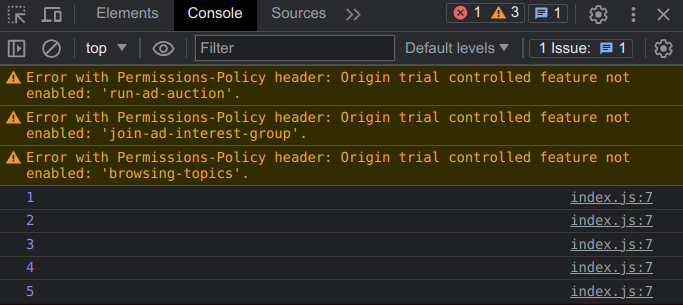 Elements Console Sources 1 3 1
top Filter Default levels 1 Issue: 1
Error with Permissions-Policy header: Origin trial controlled feature not
enabled: 'run-ad-auction'.
Error with Permissions-Policy header: Origin trial controlled feature not
enabled: 'join-ad-interest-group'.
Error with Permissions-Policy header: Origin trial controlled feature not
enabled: 'browsing-topics'.
1 index.js:7
2 index.js:7
3 index.js:7
4 index.js:7
5 index.js:7